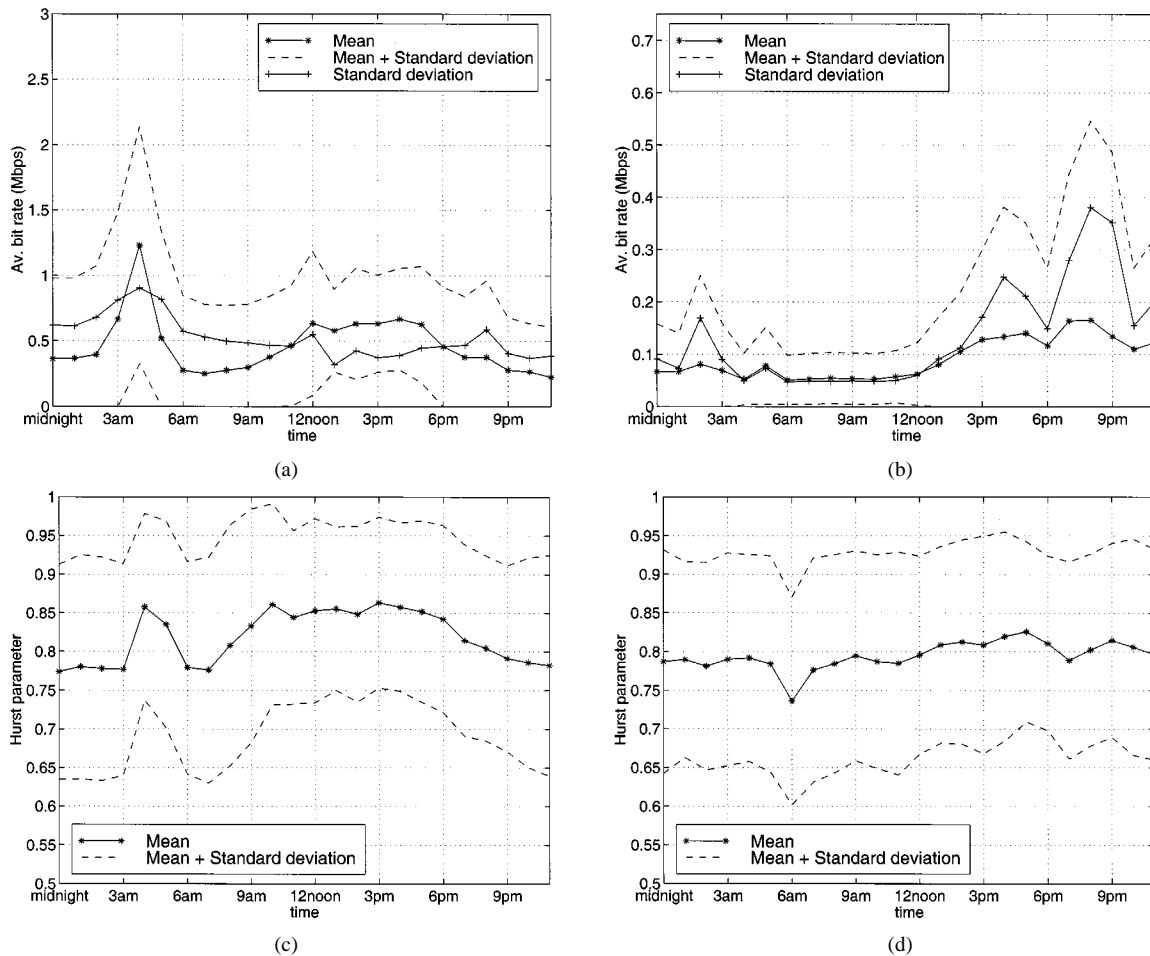 3
2.5
2
1.5
1
0.5
0
Av. bit rate (Mbps)
Mean
Mean + Standard deviation
Standard deviation
midnight 3am 6am 9am 12noon 3pm 6pm 9pm
time
(a)
0.7
0.6
0.5
0.4
0.3
0.2
0.1
0
Av. bit rate (Mbps)
Mean
Mean + Standard deviation
Standard deviation
midnight 3am 6am 9am 12noon 3pm 6pm 9pm
time
(b)
1
0.95
0.9
0.85
0.8
0.75
0.7
0.65
0.6
0.55
0.5
Hurst parameter
Mean
Mean + Standard deviation
midnight 3am 6am 9am 12noon 3pm 6pm 9pm
time
(c)
1
0.95
0.9
0.85
0.8
0.75
0.7
0.65
0.6
0.55
0.5
Hurst parameter
Mean
Mean + Standard deviation
midnight 3am 6am 9am 12noon 3pm 6pm 9pm
time
(d)